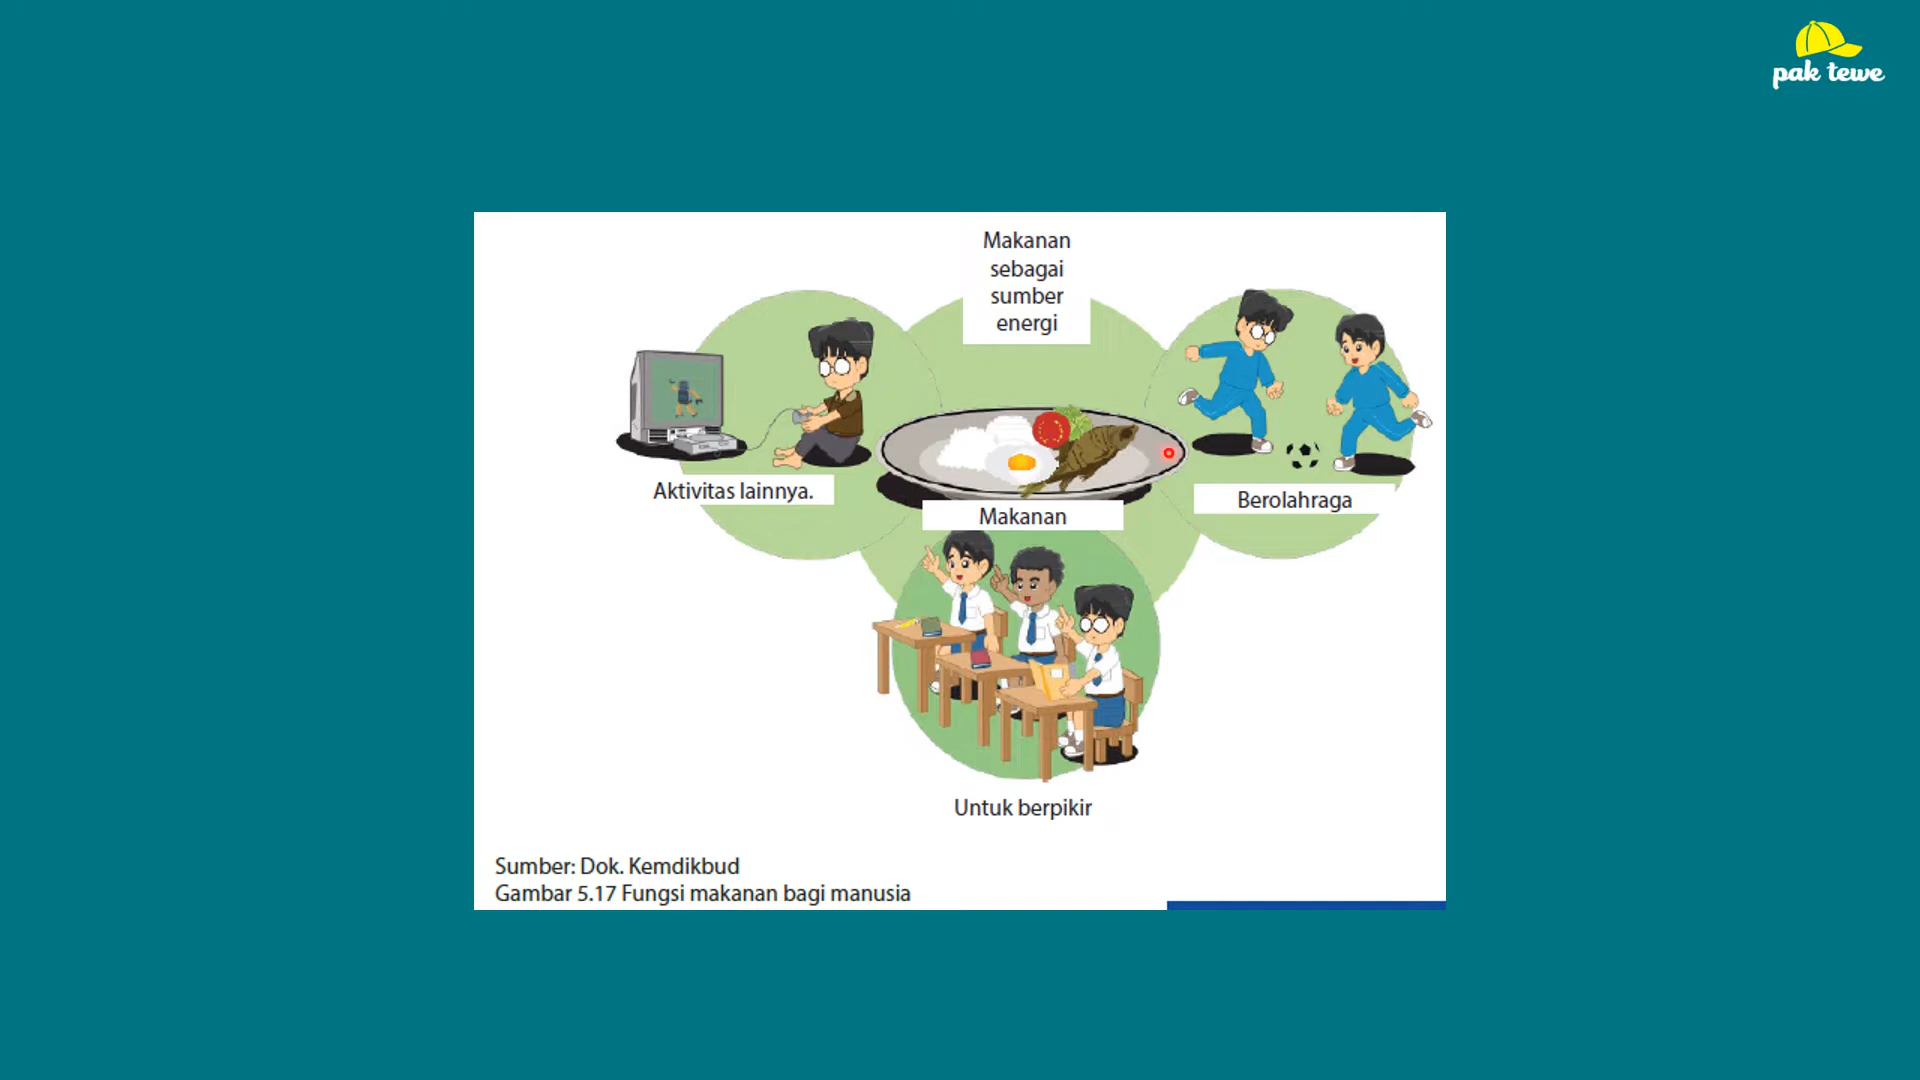 pak tewe
Makanan
sebagai
sumber
energi
Aktivitas lainnya.
Makanan
Berolahraga
Untuk berpikir
Sumber: Dok. Kemdikbud
Gambar 5.17 Fungsi makanan bagi manusia